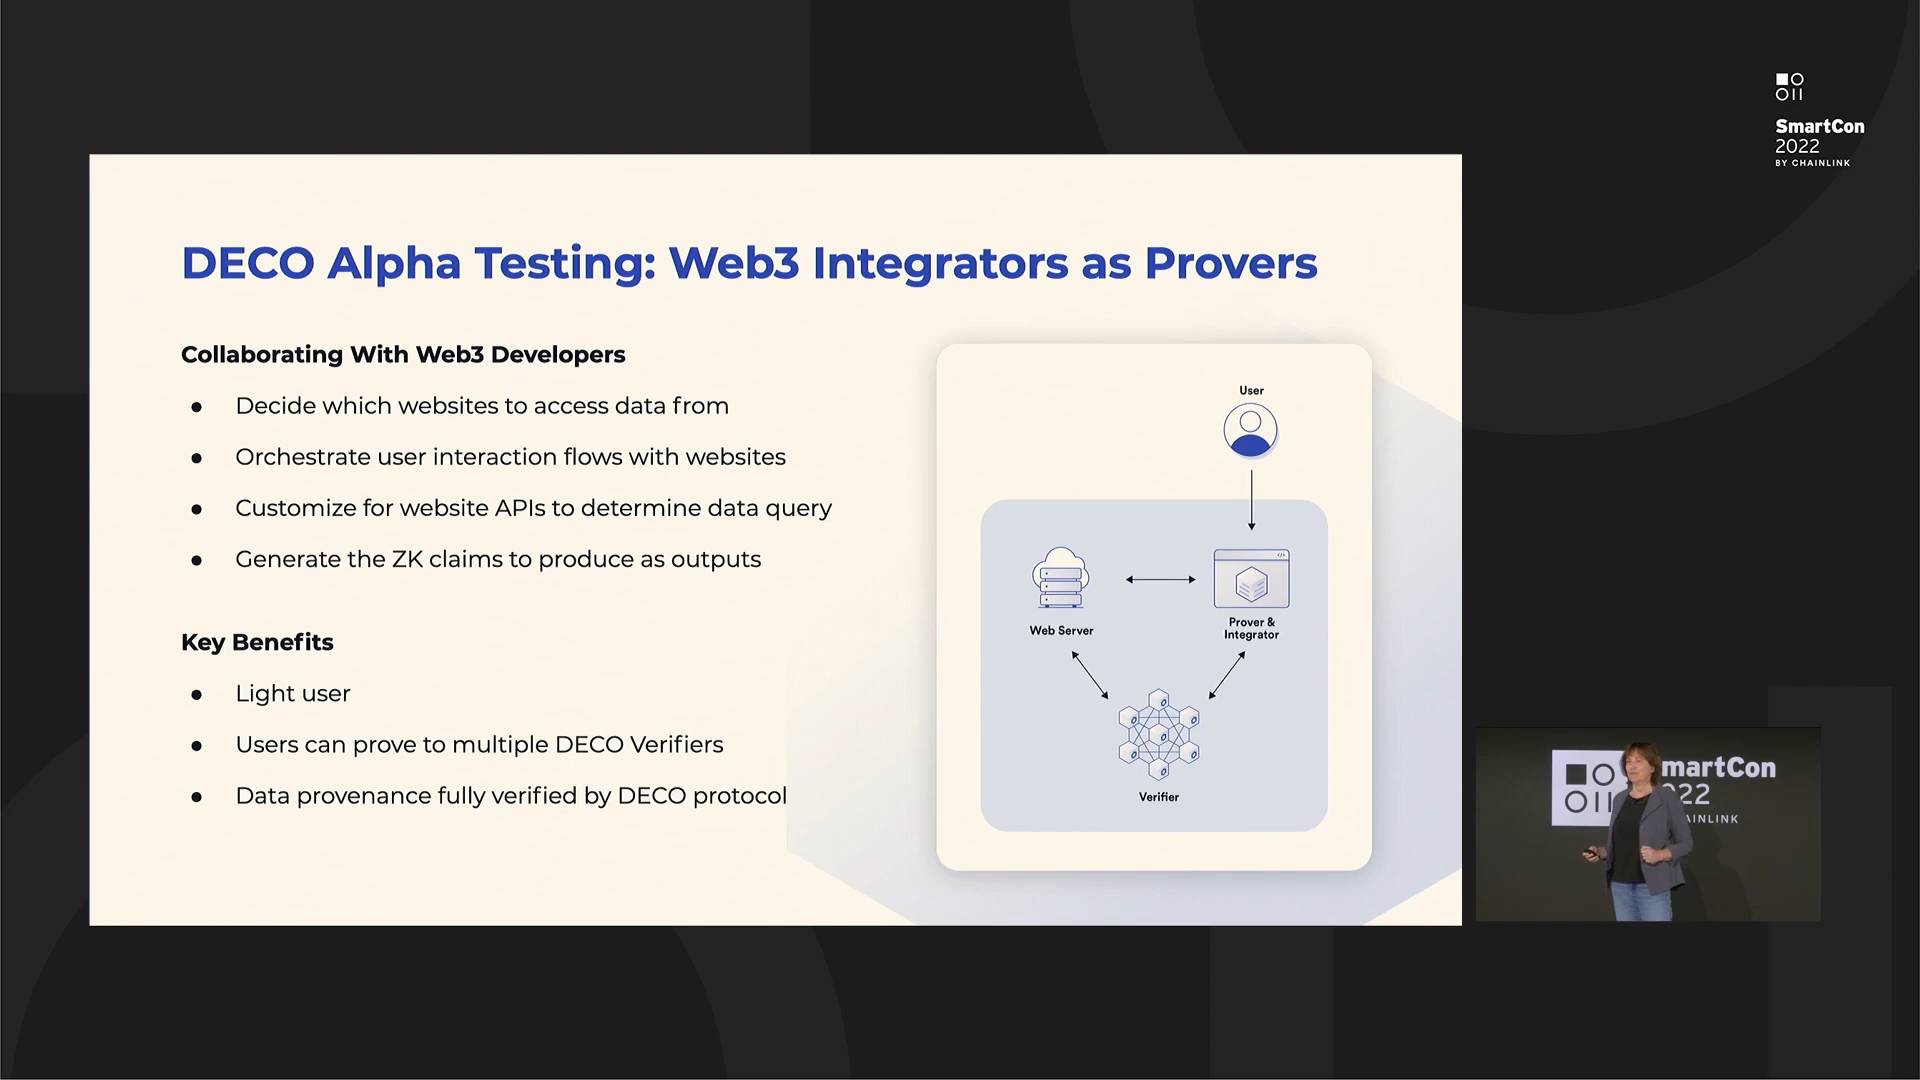 SmartCon
2022
BY CHAINLINK
DECO Alpha Testing: Web3 Integrators as Provers
Collaborating With Web3 Developers
Decide which websites to access data from
Orchestrate user interaction flows with websites
Customize for website APIs to determine data query
Generate the ZK claims to produce as outputs
Key Benefits
Light user
Users can prove to multiple DECO Verifiers
Data provenance fully verified by DECO protocol
User
Web Server
Prover &
Integrator
Verifier
martCon
22
AINLINK